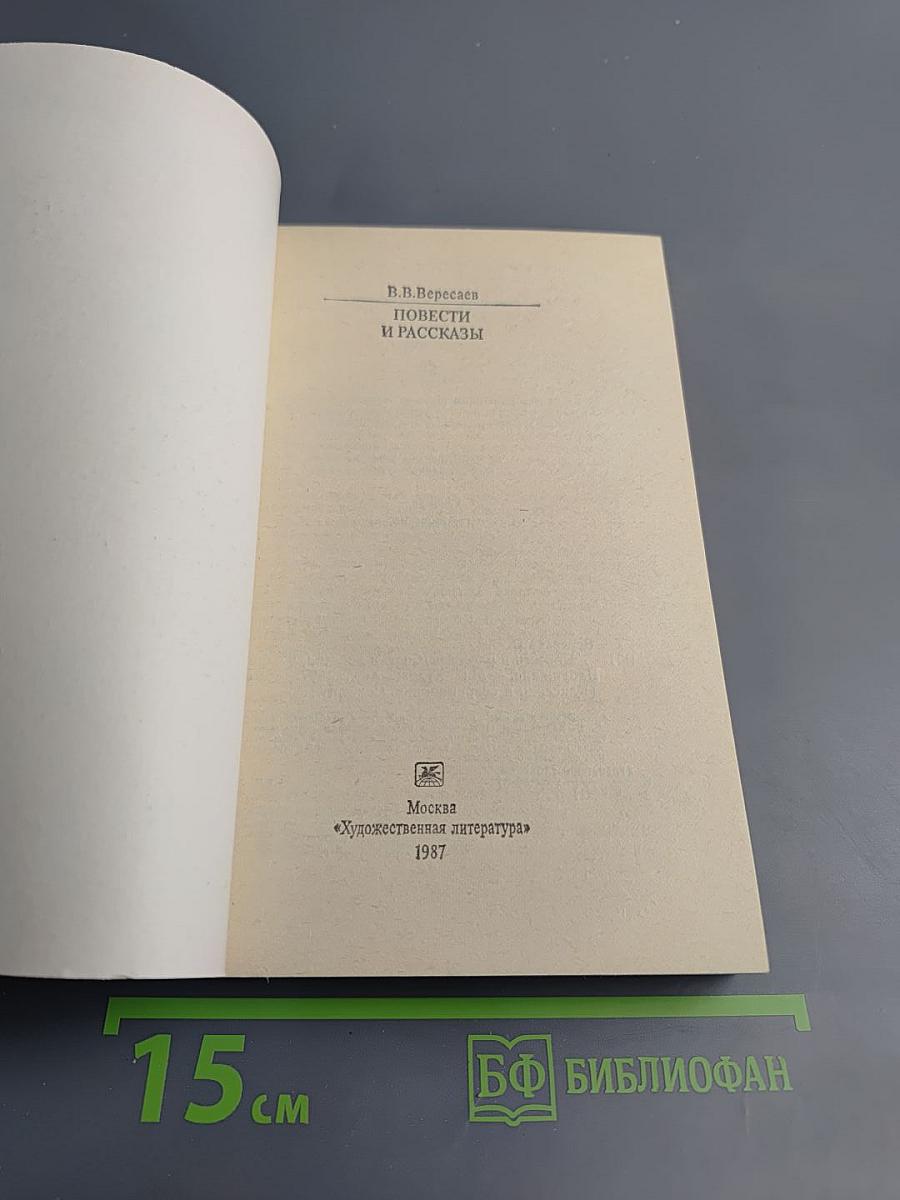 В.В.Вересаев
ПОВЕСТИ
И РАССКАЗЫ
Москва
«Художественная литература»
1987
15 см
БФ БИБЛИОФАН